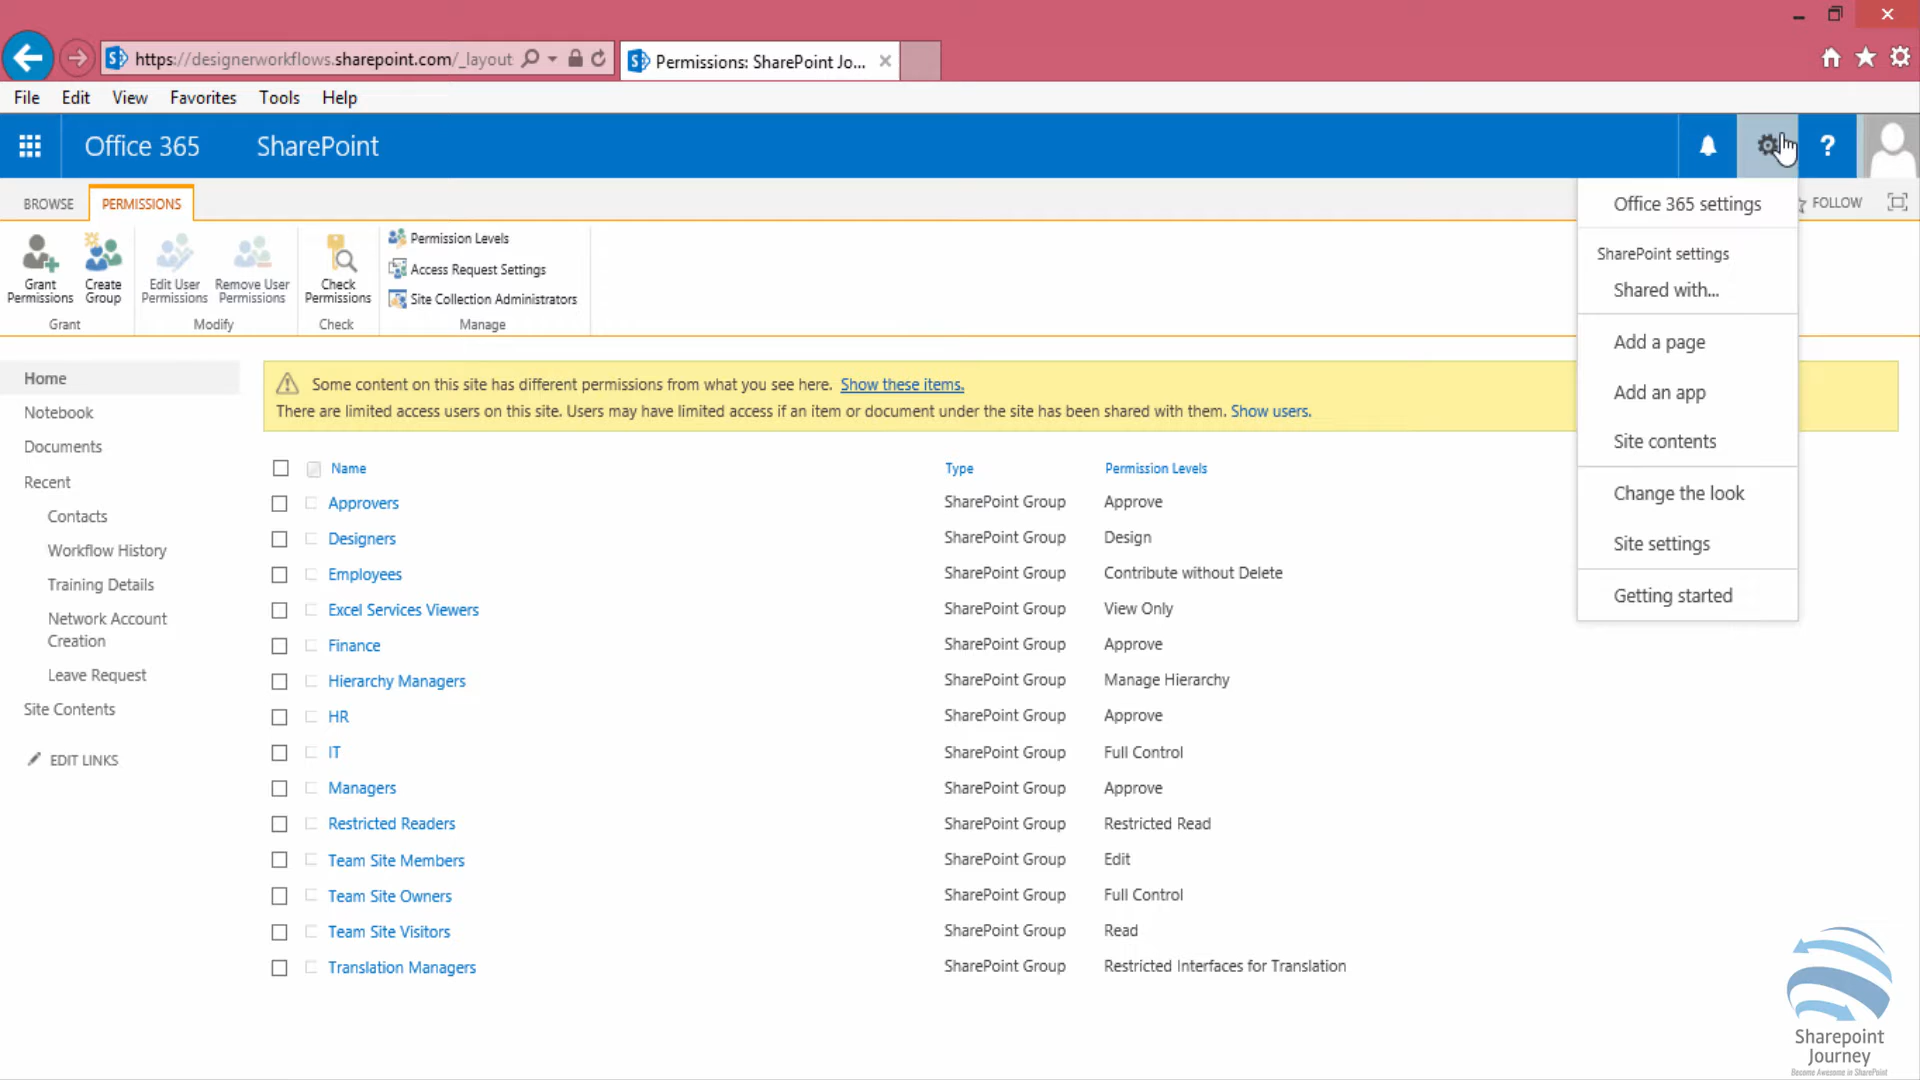 https://designerworkflows.sharepoint.com/_layout
Permissions: SharePoint Jo...
File Edit View Favorites Tools Help
Office 365 SharePoint
?
BROWSE PERMISSIONS
FOLLOW
Grant Permissions
Create Group
Grant
Edit User Permissions
Remove User Permissions
Modify
Check Permissions
Check
Permission Levels
Access Request Settings
Site Collection Administrators
Manage
Office 365 settings
SharePoint settings
Shared with...
Add a page
Add an app
Site contents
Change the look
Site settings
Getting started
Home
Notebook
Documents
Recent
Contacts
Workflow History
Training Details
Network Account
Creation
Leave Request
Site Contents
EDIT LINKS
Some content on this site has different permissions from what you see here. Show these items.
There are limited access users on this site. Users may have limited access if an item or document under the site has been shared with them. Show users.
Name Type Permission Levels
Approvers SharePoint Group Approve
Designers SharePoint Group Design
Employees SharePoint Group Contribute without Delete
Excel Services Viewers SharePoint Group View Only
Finance SharePoint Group Approve
Hierarchy Managers SharePoint Group Manage Hierarchy
HR SharePoint Group Approve
IT SharePoint Group Full Control
Managers SharePoint Group Approve
Restricted Readers SharePoint Group Restricted Read
Team Site Members SharePoint Group Edit
Team Site Owners SharePoint Group Full Control
Team Site Visitors SharePoint Group Read
Translation Managers SharePoint Group Restricted Interfaces for Translation
Sharepoint
Journey
Become Awesome in SharePoint